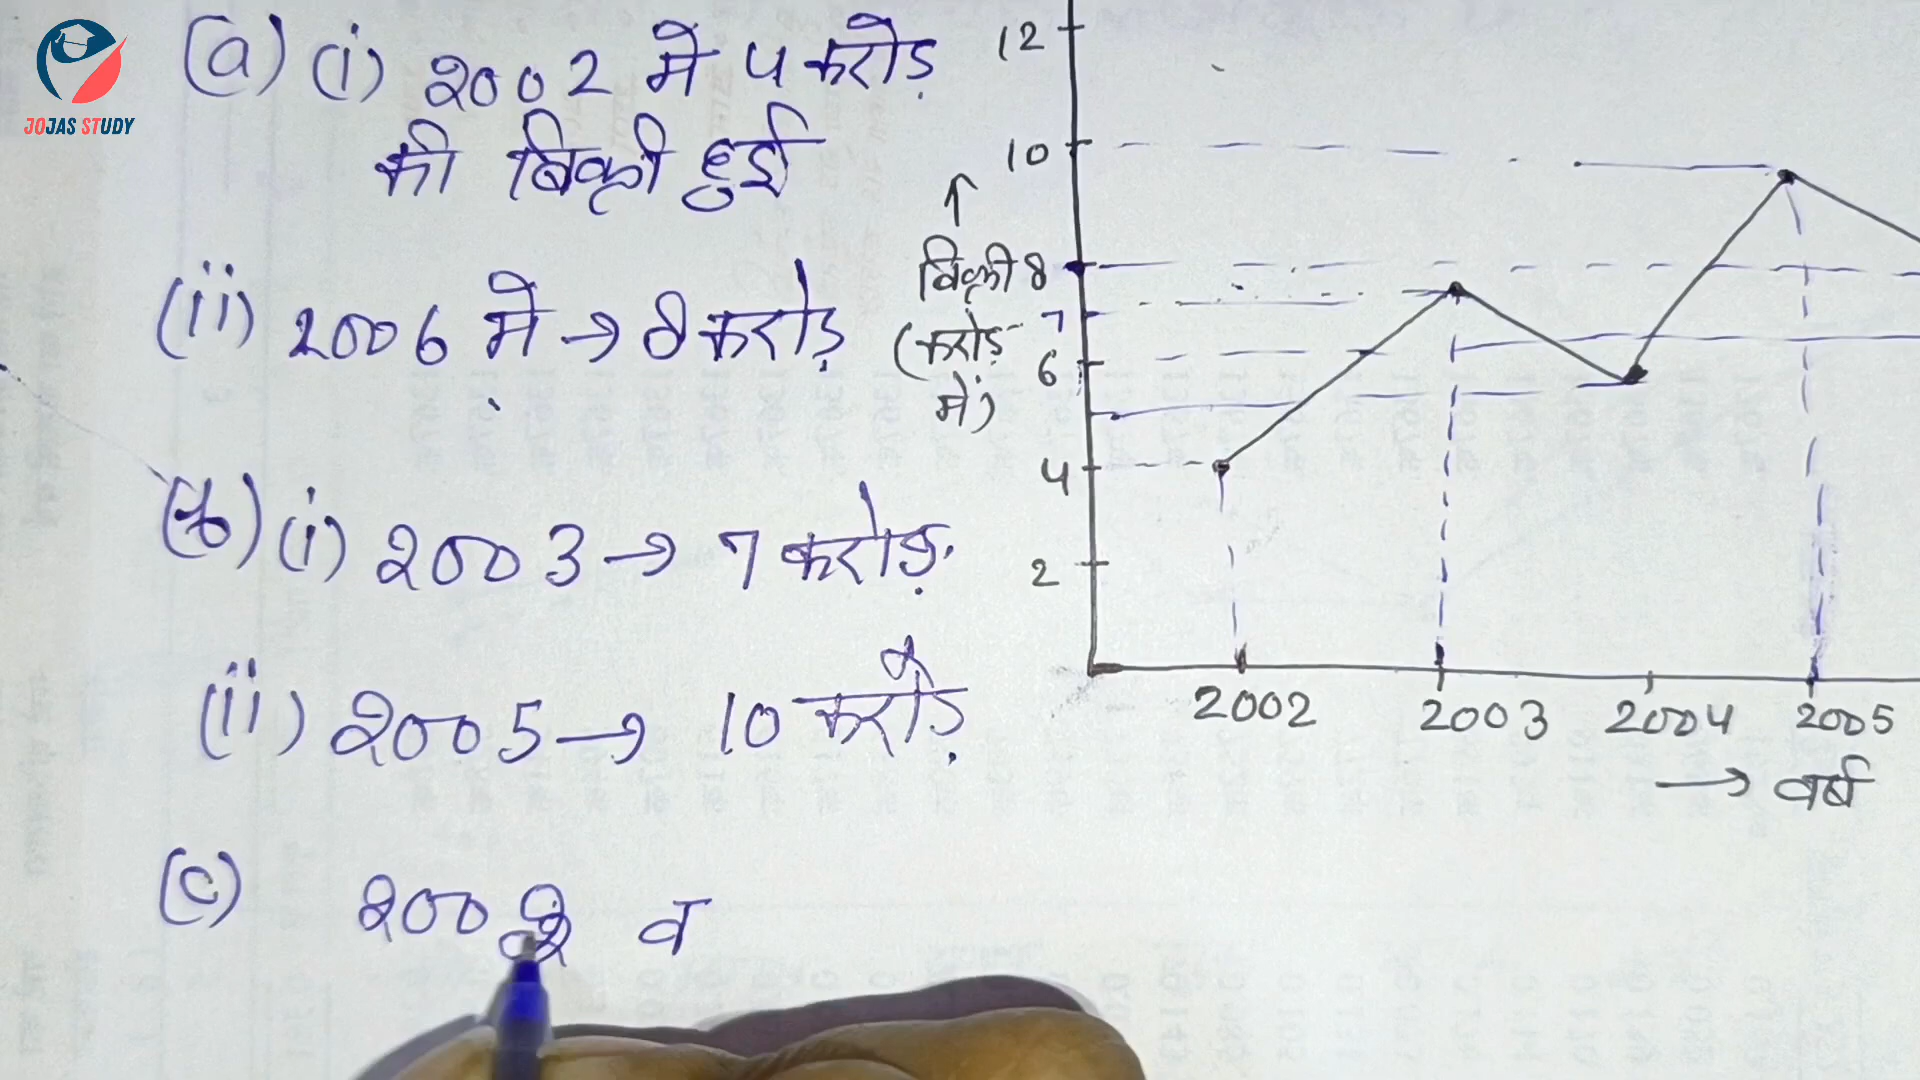 JOJAS STUDY
(a) (i) 2002 में 4 करोड़
की बिक्री हुई
(ii) 2006 में → 8 करोड़
(b) (i) 2003 → 7 करोड़
(ii) 2005 → 10 करोड़
(c) 200 व
12
10
↑
बिक्री 8
7
(करोड़
6
में)
4
2
2002 2003 2004 2005
→ वर्ष